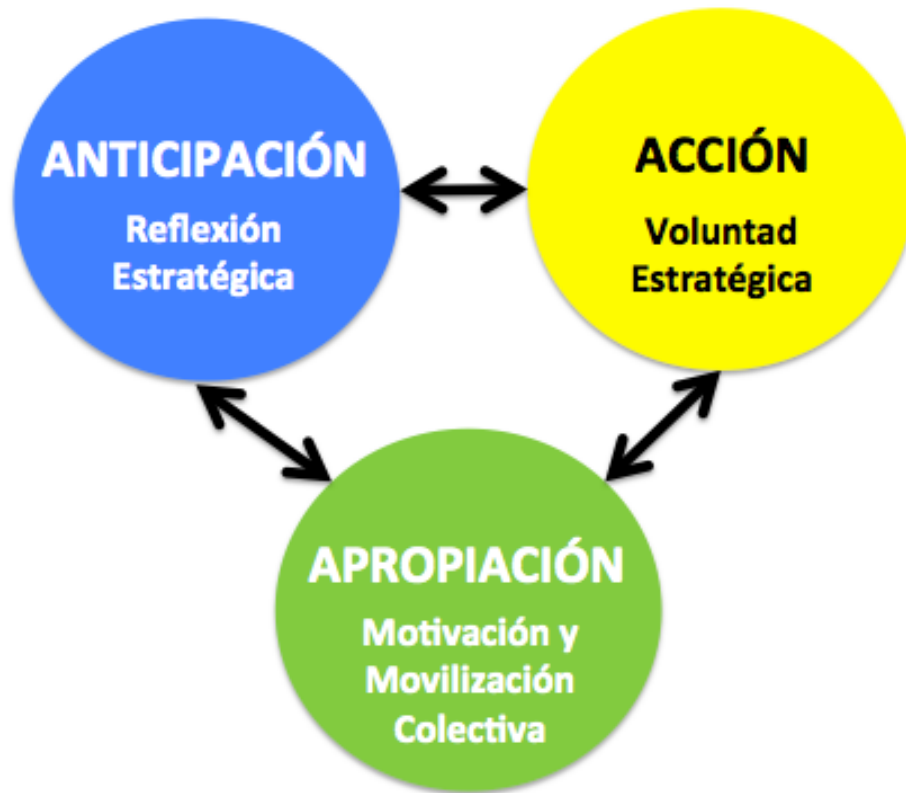 ANTICIPACIÓN
Reflexión
Estratégica
ACCIÓN
Voluntad
Estratégica
APROPIACIÓN
Motivación y
Movilización
Colectiva